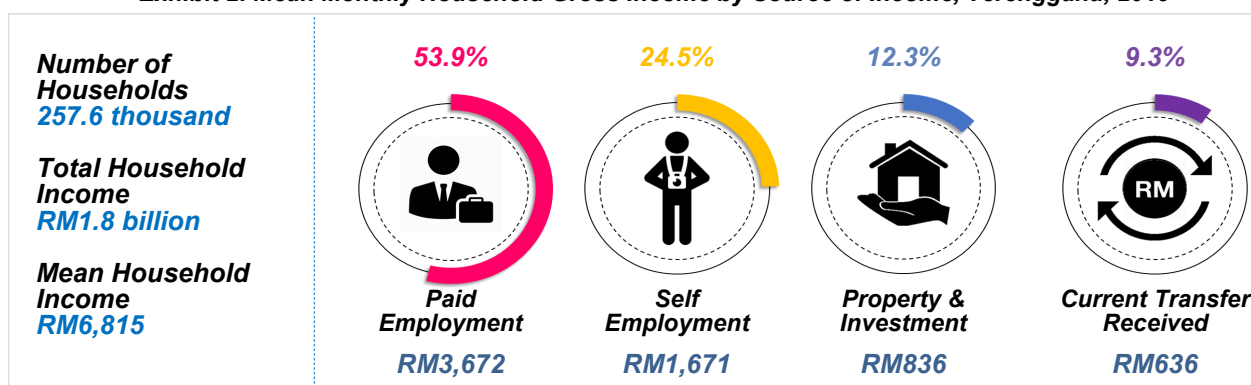 Number of
Households
257.6 thousand
Total Household
Income
RM1.8 billion
Mean Household
Income
RM6,815
53.9%
24.5%
12.3%
9.3%
RM
Paid
Employment
RM3,672
Self
Employment
RM1,671
Property &
Investment
RM836
Current Transfer
Received
RM636